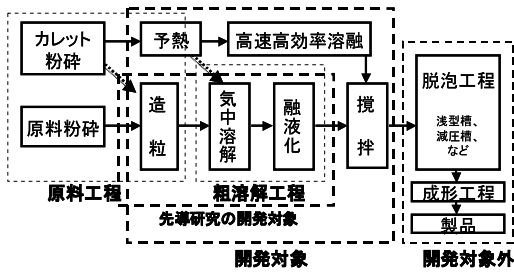 カレット
粉砕
予熱
高速高効率溶融
原料粉砕
造
粒
気
中
溶
解
融
液
化
撹
拌
脱泡工程
浅型槽、
減圧槽、
など
成形工程
製品
原料工程
粗溶解工程
先導研究の開発対象
開発対象
開発対象外